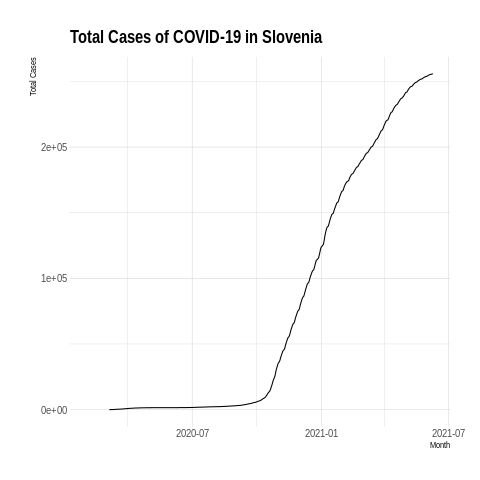 Total Cases of COVID-19 in Slovenia
Total Cases
2e+05
1e+05
0e+00
2020-07 2021-01 2021-07
Month